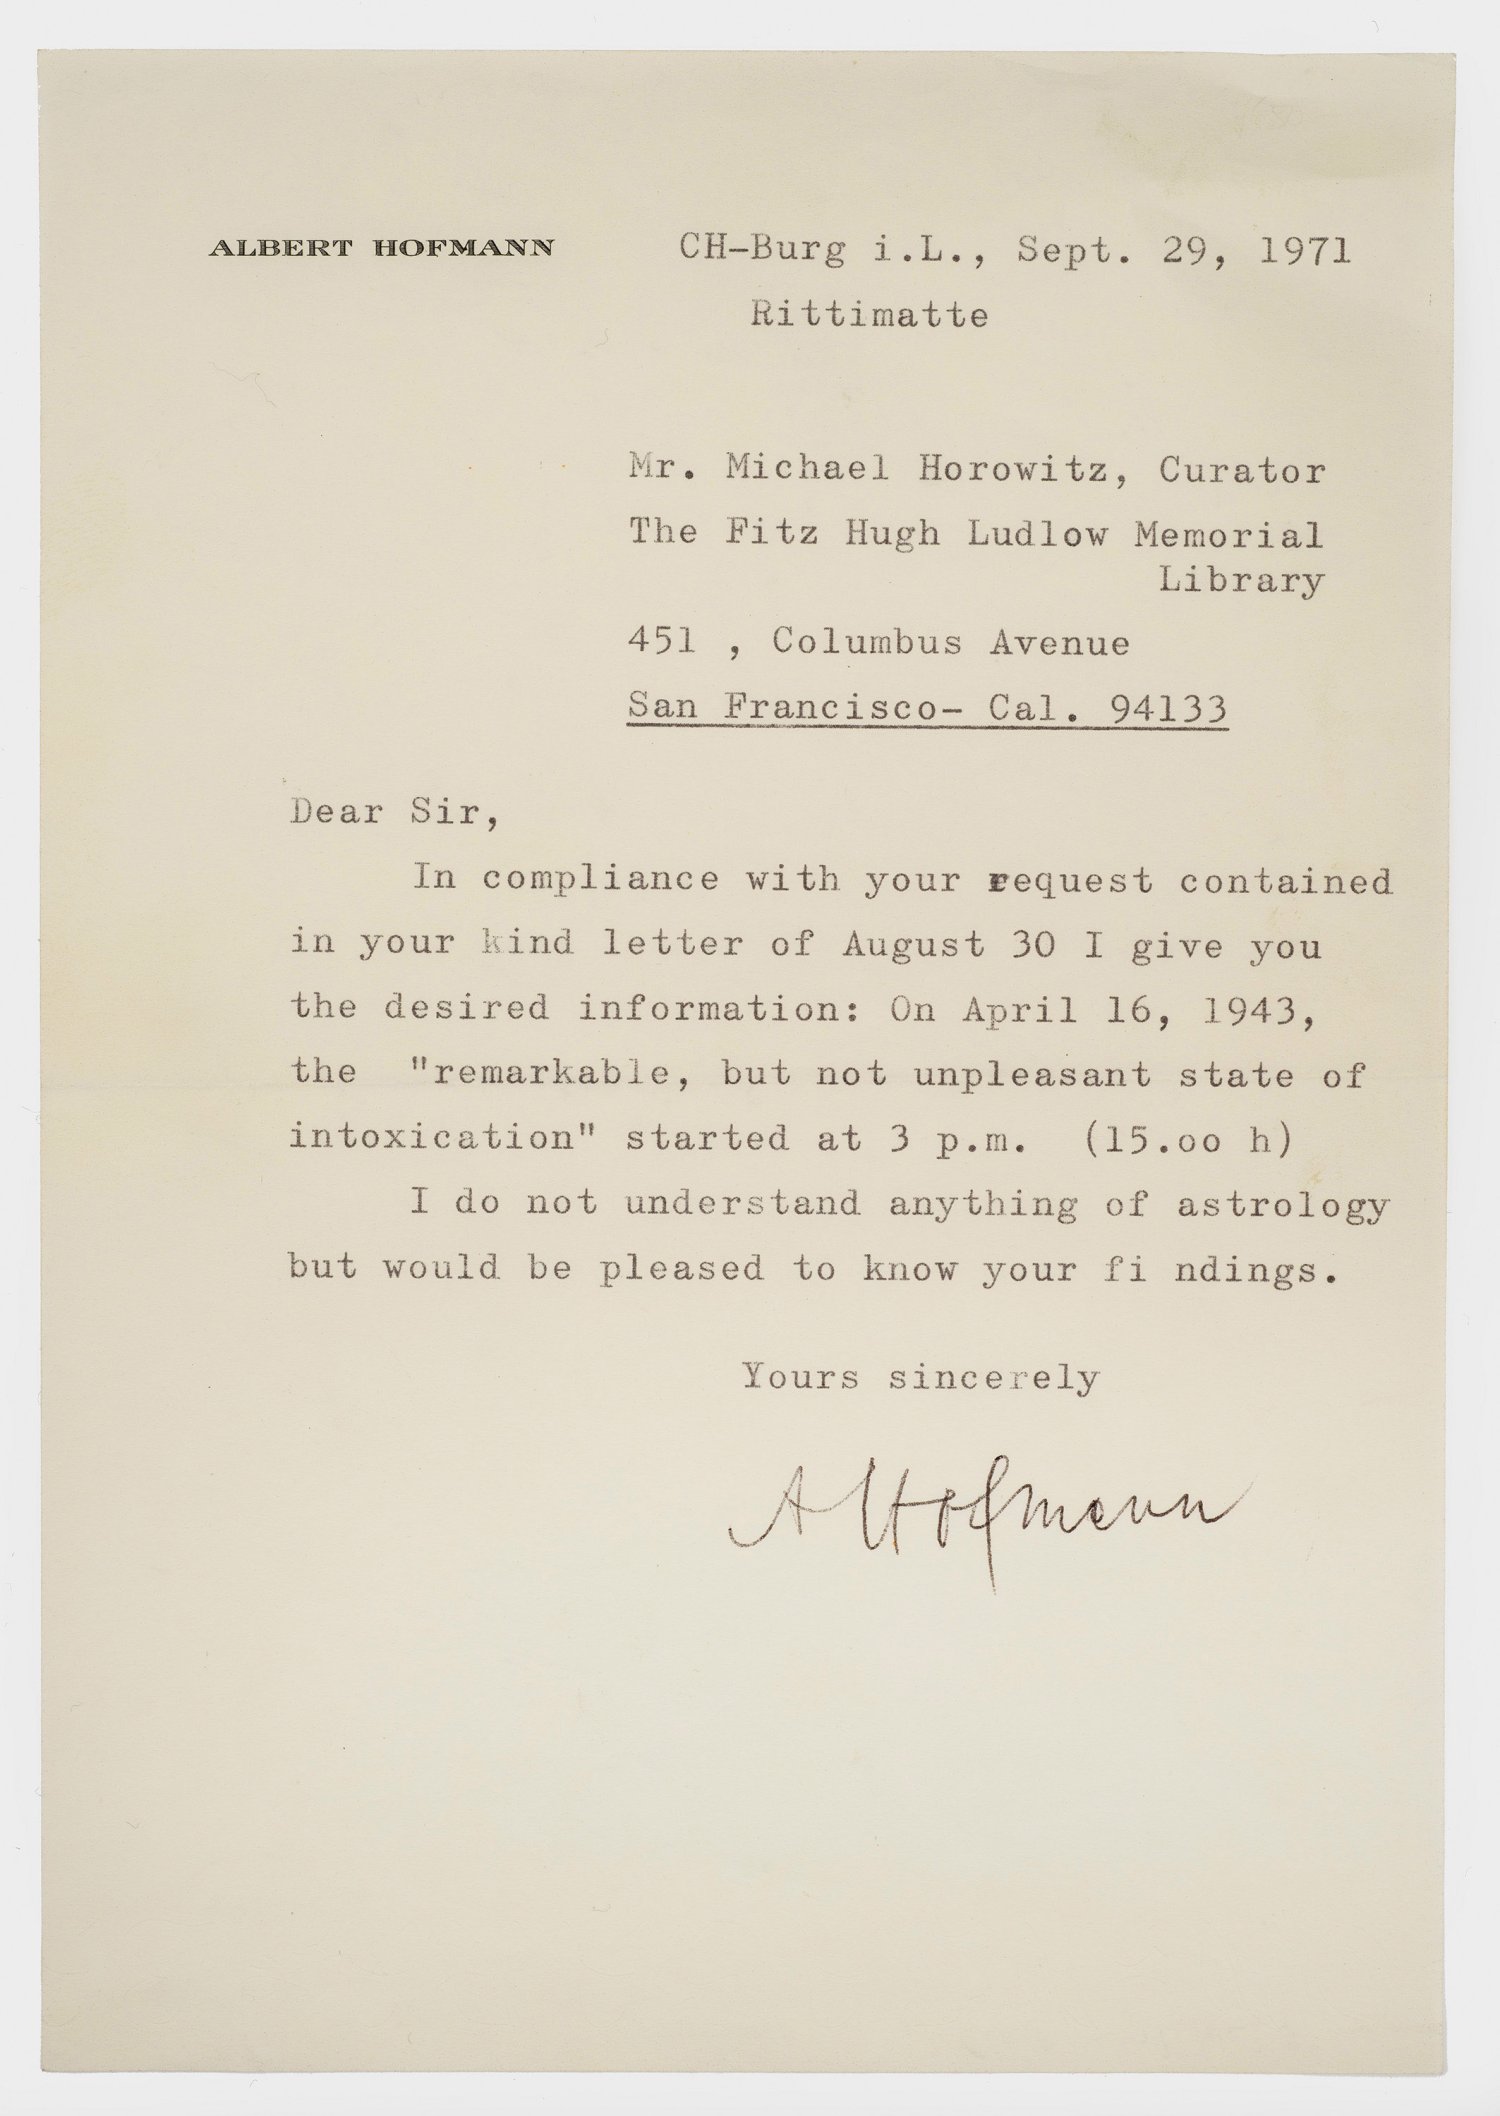 ALBERT HOFMANN
CH-Burg i.L., Sept. 29, 1971
Rittimatte
Mr. Michael Horowitz, Curator
The Fitz Hugh Ludlow Memorial
Library
451 , Columbus Avenue
San Francisco- Cal. 94133
Dear Sir,
In compliance with your request contained
in your kind letter of August 30 I give you
the desired information: On April 16, 1943,
the "remarkable, but not unpleasant state of
intoxication" started at 3 p.m. (15.oo h)
I do not understand anything of astrology
but would be pleased to know your fi ndings.
Yours sincerely
A Hofmann